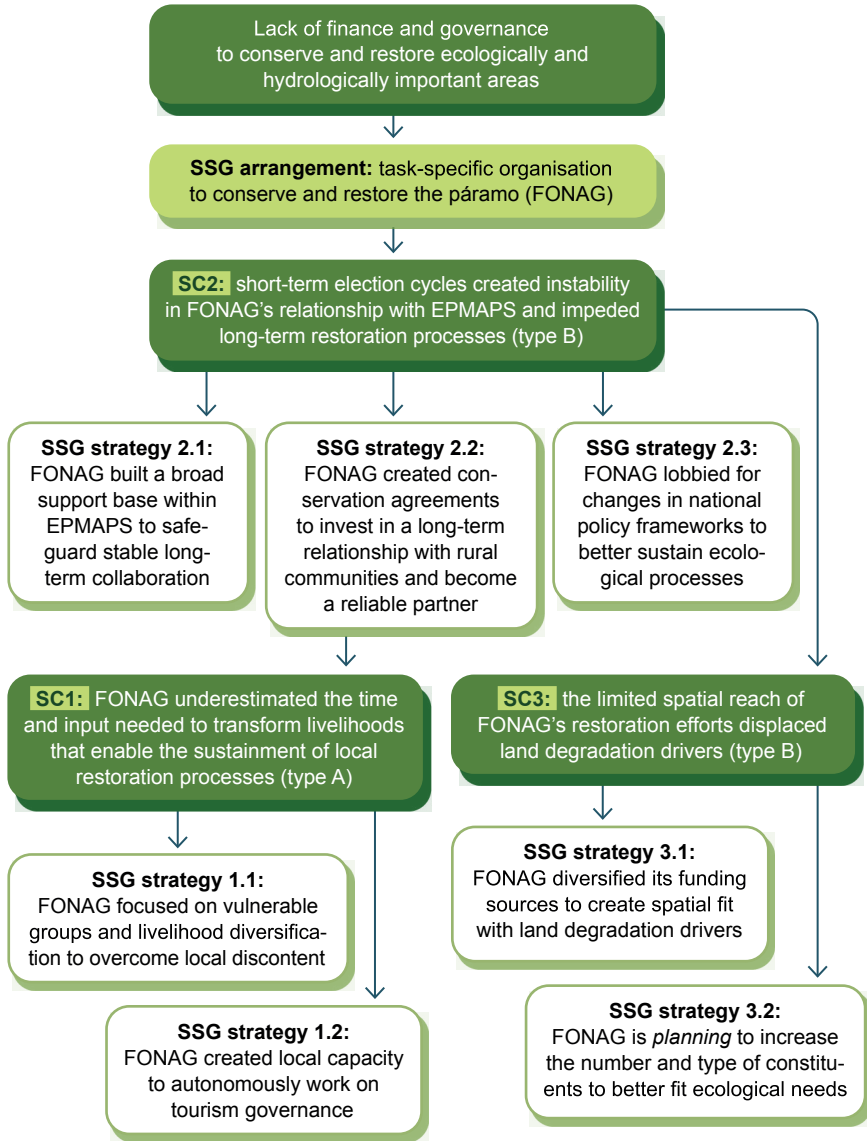 Lack of finance and governance
to conserve and restore ecologically and
hydrologically important areas
SSG arrangement: task-specific organisation
to conserve and restore the páramo (FONAG)
SC2: short-term election cycles created instability
in FONAG’s relationship with EPMAPS and impeded
long-term restoration processes (type B)
SSG strategy 2.1:
FONAG built a broad
support base within
EPMAPS to safe-
guard stable long-
term collaboration
SSG strategy 2.2:
FONAG created con-
servation agreements
to invest in a long-term
relationship with rural
communities and become
a reliable partner
SSG strategy 2.3:
FONAG lobbied for
changes in national
policy frameworks to
better sustain ecolo-
gical processes
SC1: FONAG underestimated the time
and input needed to transform livelihoods
that enable the sustainment of local
restoration processes (type A)
SC3: the limited spatial reach of
FONAG’s restoration efforts displaced
land degradation drivers (type B)
SSG strategy 1.1:
FONAG focused on vulnerable
groups and livelihood diversifica-
tion to overcome local discontent
SSG strategy 3.1:
FONAG diversified its funding
sources to create spatial fit
with land degradation drivers
SSG strategy 1.2:
FONAG created local capacity
to autonomously work on
tourism governance
SSG strategy 3.2:
FONAG is planning to increase
the number and type of constitu-
ents to better fit ecological needs